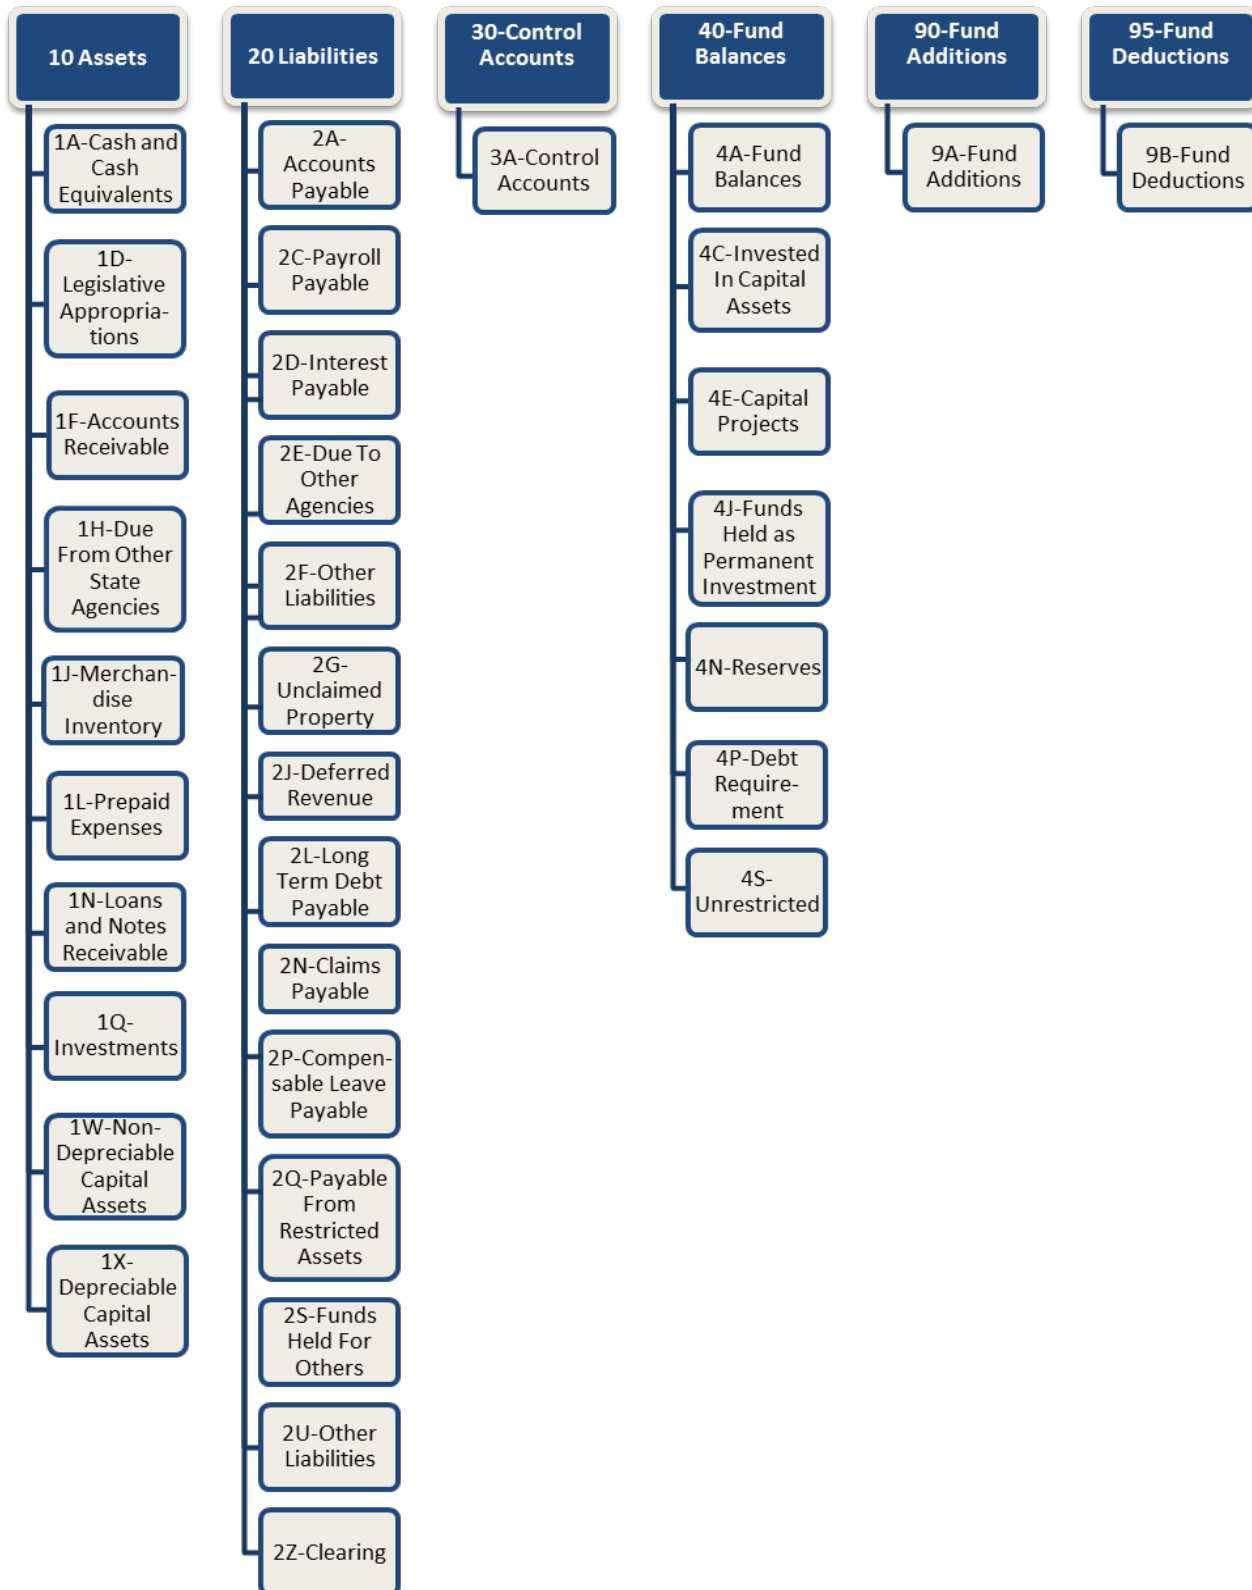 10 Assets
1A-Cash and
Cash
Equivalents
1D-
Legislative
Appropria-
tions
1F-Accounts
Receivable
1H-Due
From Other
State
Agencies
1J-Merchan-
dise
Inventory
1L-Prepaid
Expenses
1N-Loans
and Notes
Receivable
1Q-
Investments
1W-Non-
Depreciable
Capital
Assets
1X-
Depreciable
Capital
Assets
20 Liabilities
2A-
Accounts
Payable
2C-Payroll
Payable
2D-Interest
Payable
2E-Due To
Other
Agencies
2F-Other
Liabilities
2G-
Unclaimed
Property
2J-Deferred
Revenue
2L-Long
Term Debt
Payable
2N-Claims
Payable
2P-Compen-
sable Leave
Payable
2Q-Payable
From
Restricted
Assets
2S-Funds
Held For
Others
2U-Other
Liabilities
2Z-Clearing
30-Control
Accounts
3A-Control
Accounts
40-Fund
Balances
4A-Fund
Balances
4C-Invested
In Capital
Assets
4E-Capital
Projects
4J-Funds
Held as
Permanent
Investment
4N-Reserves
4P-Debt
Require-
ment
4S-
Unrestricted
90-Fund
Additions
9A-Fund
Additions
95-Fund
Deductions
9B-Fund
Deductions